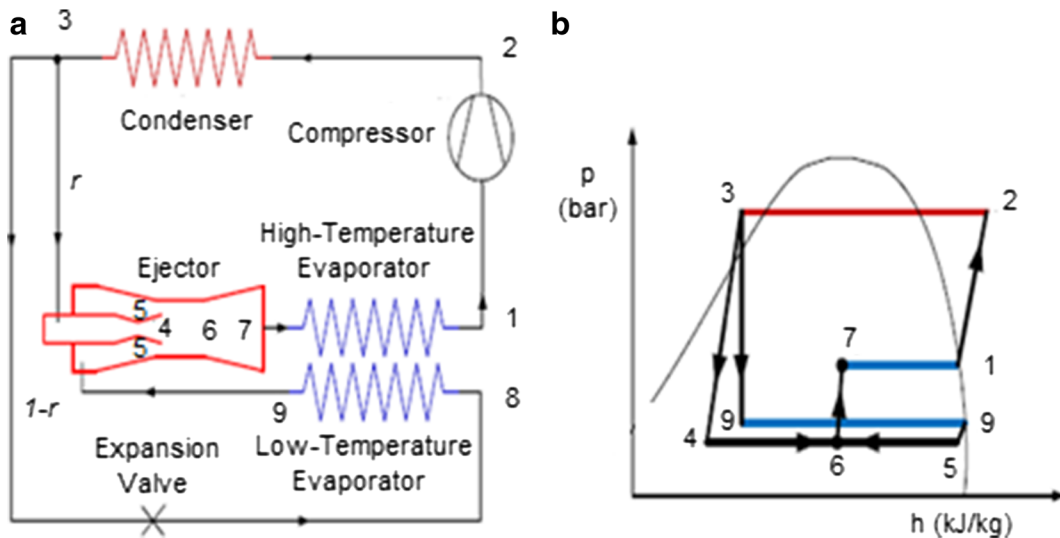 a
3
2
Condenser
Compressor
r
High-Temperature
Evaporator
Ejector
5
4
6
7
5
1
1-r
9
8
Expansion
Valve
Low-Temperature
Evaporator
b
p
(bar)
3
2
7
1
9
9
4
6
5
h (kJ/kg)